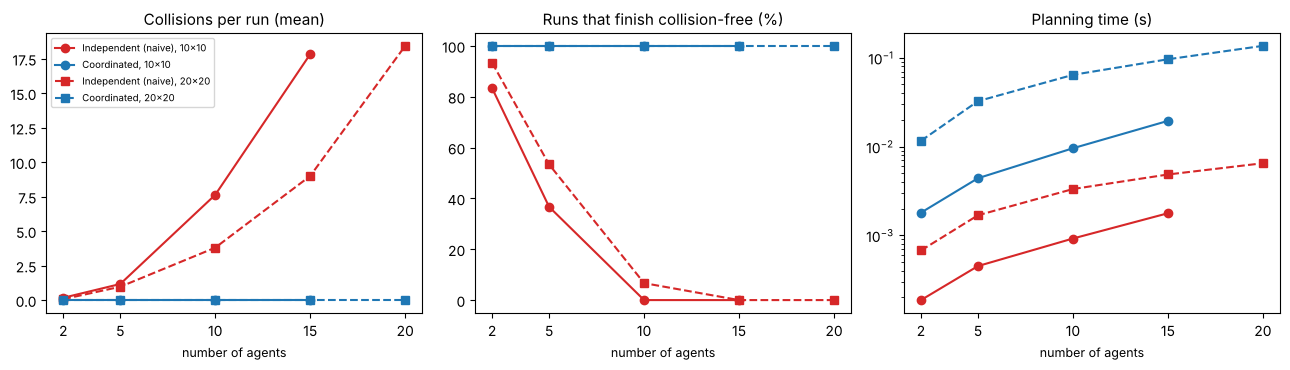 Collisions per run (mean)
17.5
15.0
12.5
10.0
7.5
5.0
2.5
0.0
Independent (naive), 10×10
Coordinated, 10×10
Independent (naive), 20×20
Coordinated, 20×20
2 5 10 15 20
number of agents
Runs that finish collision-free (%)
100
80
60
40
20
0
2 5 10 15 20
number of agents
Planning time (s)
10⁻¹
10⁻²
10⁻³
2 5 10 15 20
number of agents